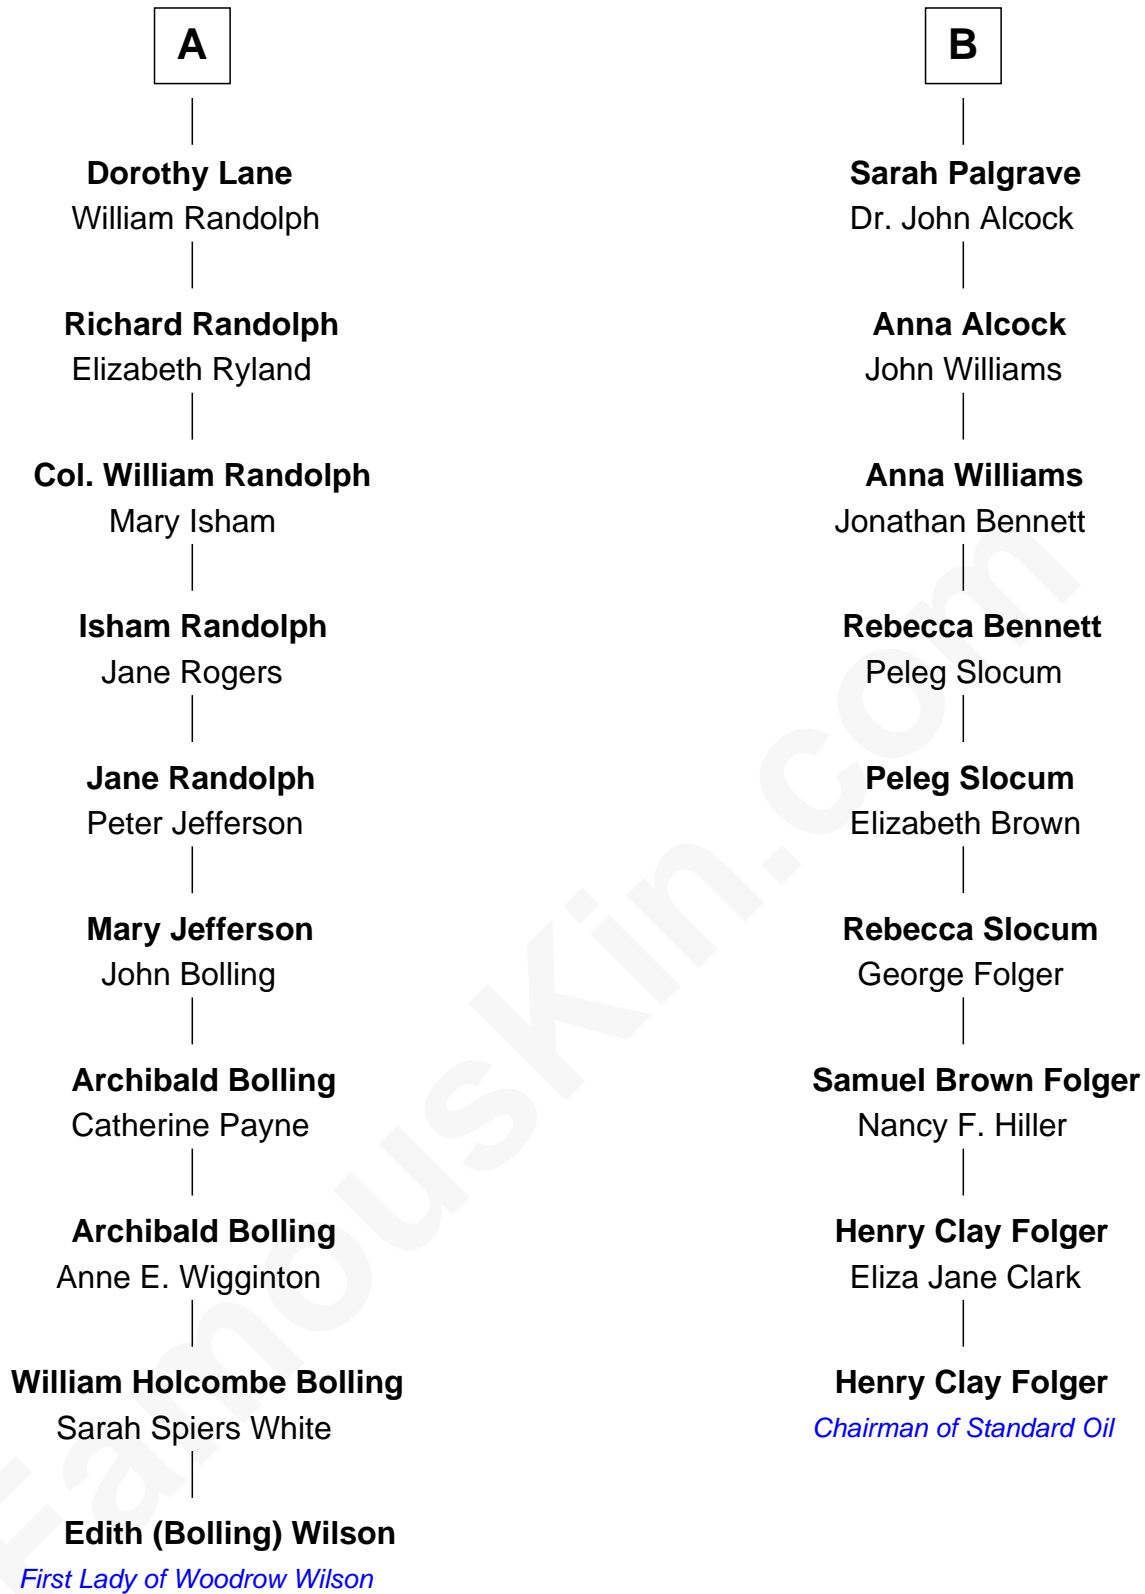 A
Dorothy Lane
William Randolph
Richard Randolph
Elizabeth Ryland
Col. William Randolph
Mary Isham
Isham Randolph
Jane Rogers
Jane Randolph
Peter Jefferson
Mary Jefferson
John Bolling
Archibald Bolling
Catherine Payne
Archibald Bolling
Anne E. Wigginton
William Holcombe Bolling
Sarah Spiers White
Edith (Bolling) Wilson
First Lady of Woodrow Wilson
B
Sarah Palgrave
Dr. John Alcock
Anna Alcock
John Williams
Anna Williams
Jonathan Bennett
Rebecca Bennett
Peleg Slocum
Peleg Slocum
Elizabeth Brown
Rebecca Slocum
George Folger
Samuel Brown Folger
Nancy F. Hiller
Henry Clay Folger
Eliza Jane Clark
Henry Clay Folger
Chairman of Standard Oil
FamousKin.com